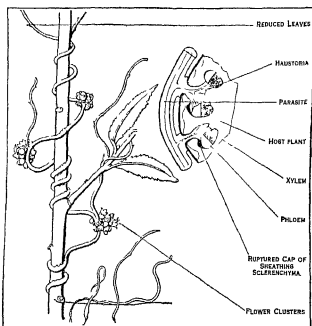 REDUCED LEAVES
HAUSTORIA
PARASITE
HOST PLANT
XYLEM
PHLOEM
RUPTURED CAP OF
SHEATHING
SCLERENCHYMA.
FLOWER CLUSTERS